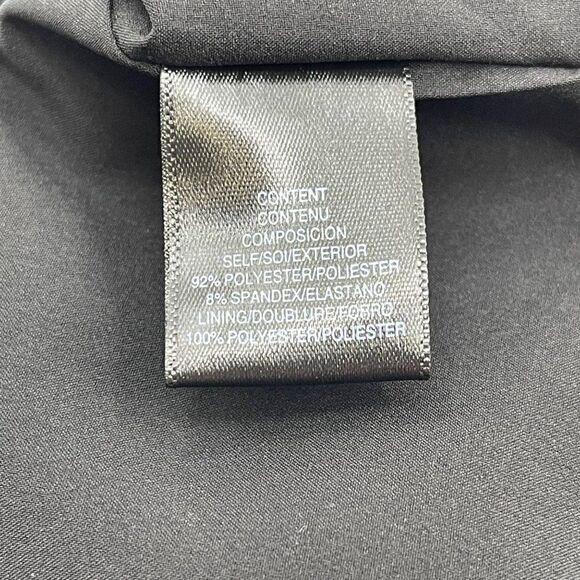 CONTENT
CONTENU
COMPOSICION
SELF/SOI/EXTERIOR
92% POLYESTER/POLIESTER
8% SPANDEX/ELASTANO
LINING/DOUBLURE/FORRO
100% POLYESTER/POLIESTER